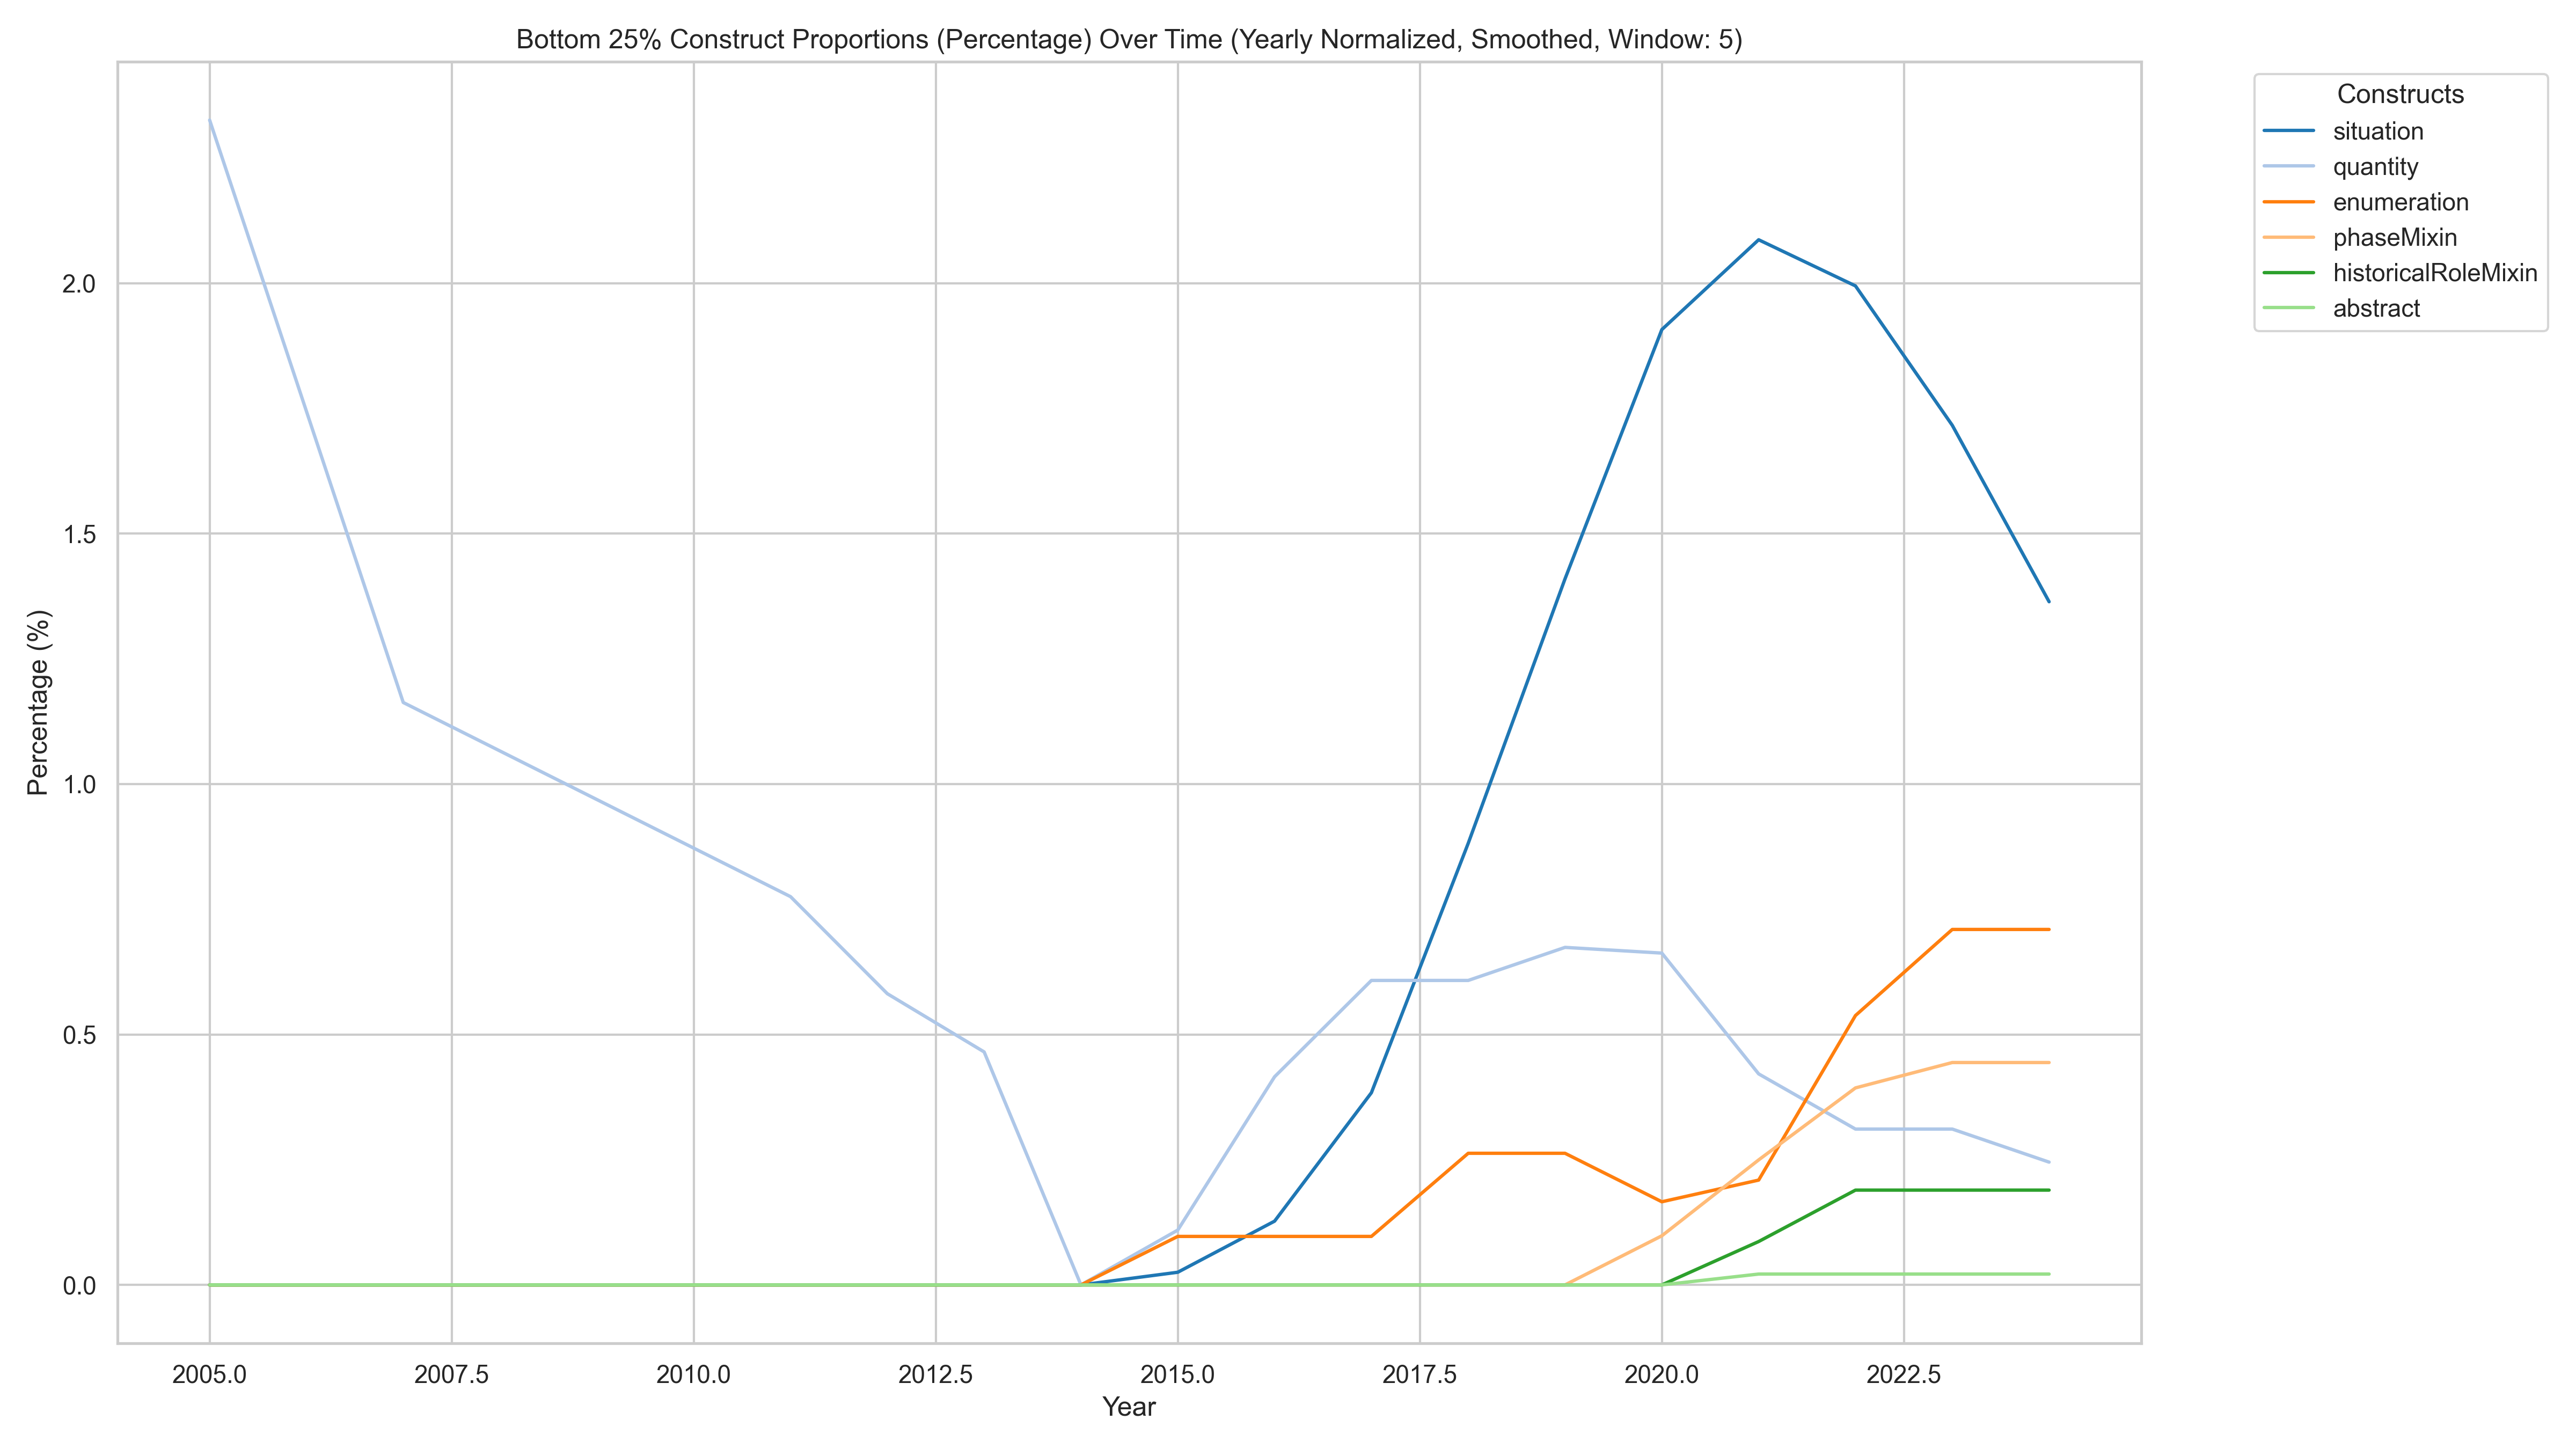 Bottom 25% Construct Proportions (Percentage) Over Time (Yearly Normalized, Smoothed, Window: 5)
Constructs
situation
quantity
enumeration
phaseMixin
historicalRoleMixin
abstract
Percentage (%)
2.0
1.5
1.0
0.5
0.0
2005.0 2007.5 2010.0 2012.5 2015.0 2017.5 2020.0 2022.5
Year